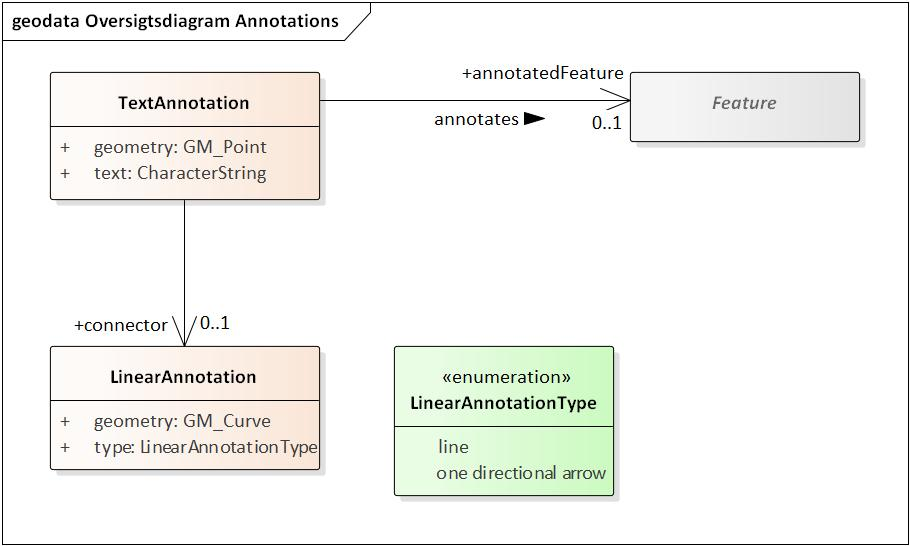 geodata Oversigtsdiagram Annotations
TextAnnotation
+ geometry: GM_Point
+ text: CharacterString
+annotatedFeature
annotates
0..1
Feature
+connector
0..1
LinearAnnotation
+ geometry: GM_Curve
+ type: LinearAnnotationType
«enumeration»
LinearAnnotationType
line
one directional arrow